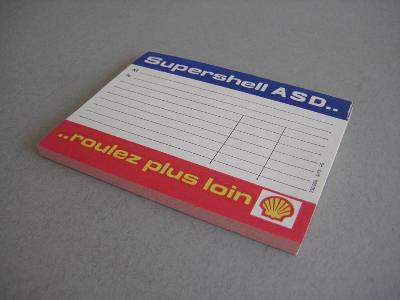 Supershell ASD..
..roulez plus loin